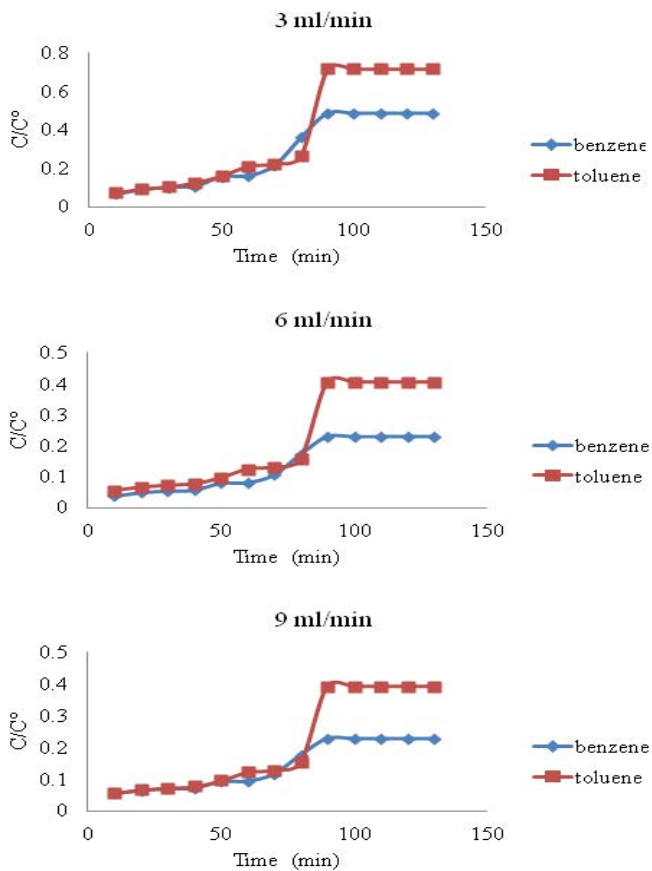 3 ml/min
0.8
0.6
0.4
0.2
0
C/C°
0 50 100 150
Time (min)
benzene
toluene
6 ml/min
0.5
0.4
0.3
0.2
0.1
0
C/C°
0 50 100 150
Time (min)
benzene
toluene
9 ml/min
0.5
0.4
0.3
0.2
0.1
0
C/C°
0 50 100 150
Time (min)
benzene
toluene